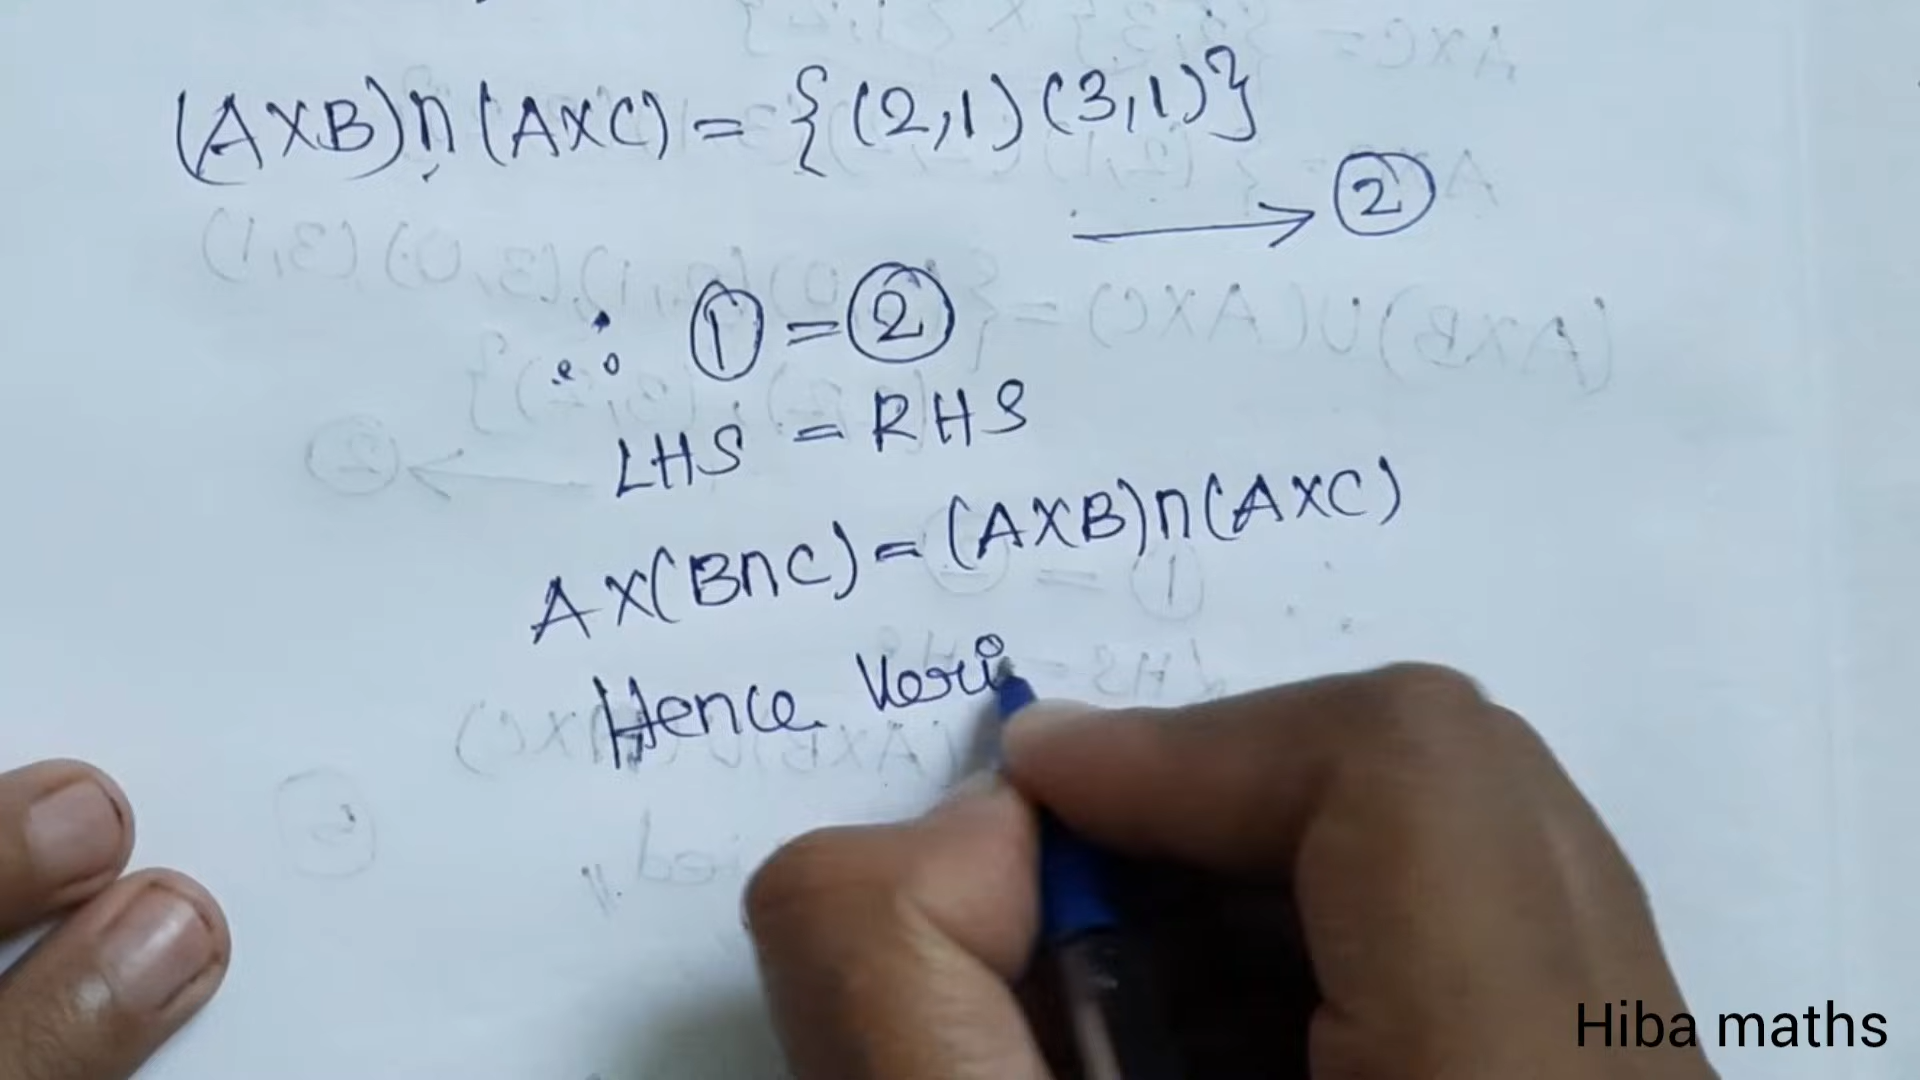 (A×B)∩(A×C) = {(2,1)(3,1)}
→ ②
∴ ① = ②
LHS = RHS
A×(B∩C) = (A×B)∩(A×C)
Hence Veri
Hiba maths